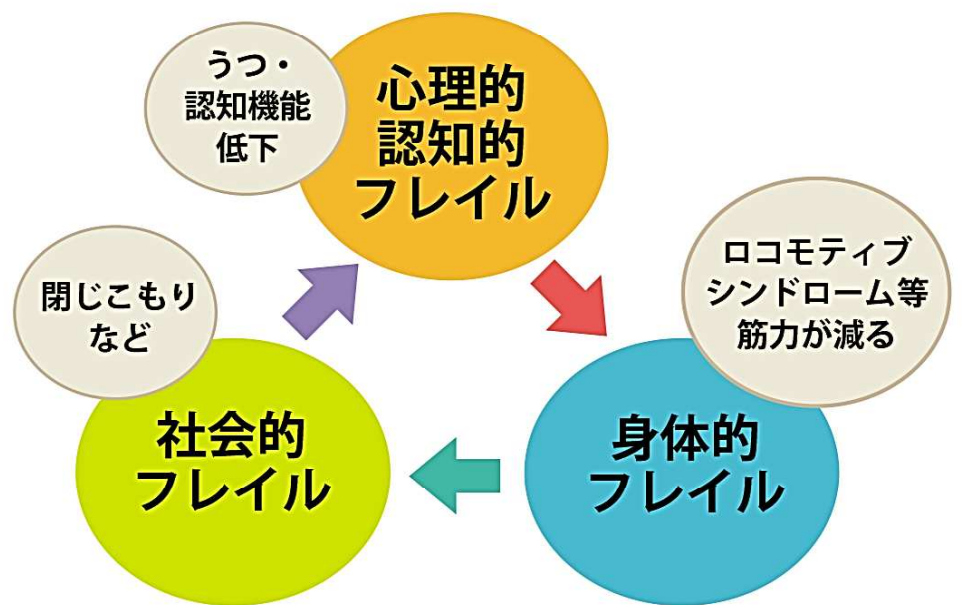 うつ・
認知機能
低下
心理的
認知的
フレイル
ロコモティブ
シンドローム等
筋力が減る
閉じこもり
など
社会的
フレイル
身体的
フレイル